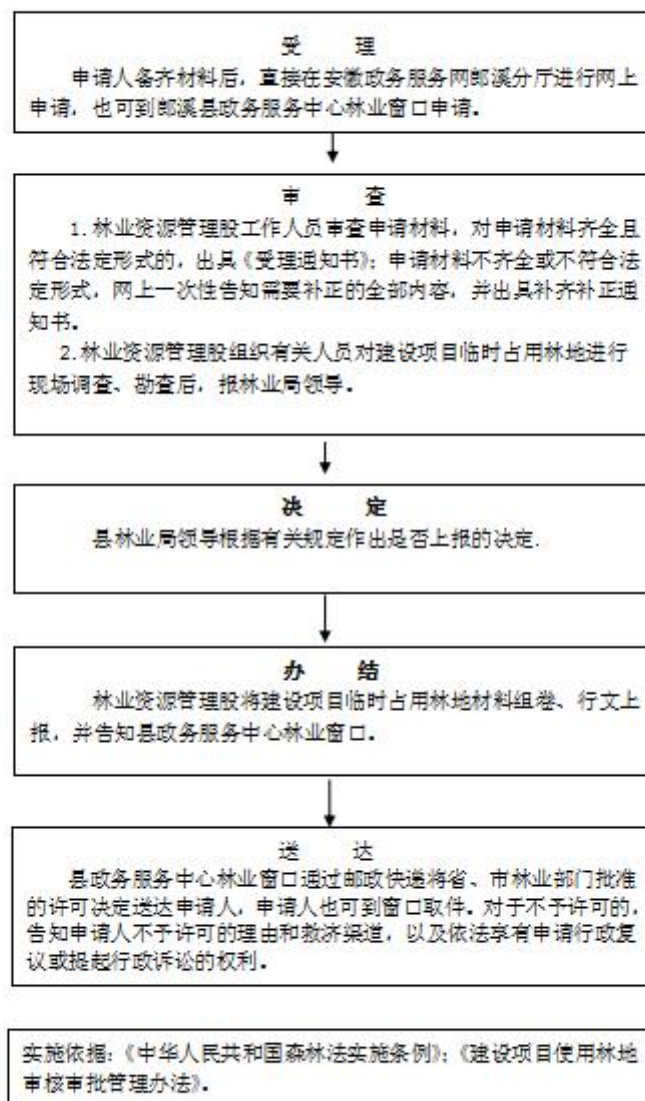 受 理
申请人备齐材料后，直接在安徽政务服务网郎溪分厅进行网上
申请，也可到郎溪县政务服务中心林业窗口申请。
审 查
1.林业资源管理股工作人员审查申请材料，对申请材料齐全且
符合法定形式的，出具《受理通知书》；申请材料不齐全或不符合法
定形式，网上一次性告知需要补正的全部内容，并出具补齐补正通
知书。
2.林业资源管理股组织有关人员对建设项目临时占用林地进行
现场调查、勘查后，报林业局领导。
决 定
县林业局领导根据有关规定作出是否上报的决定.
办 结
林业资源管理股将建设项目临时占用林地材料组卷、行文上
报，并告知县政务服务中心林业窗口。
送 达
县政务服务中心林业窗口通过邮政快递将省、市林业部门批准
的许可决定送达申请人，申请人也可到窗口取件。对于不予许可的，
告知申请人不予许可的理由和救济渠道，以及依法享有申请行政复
议或提起行政诉讼的权利。
实施依据：《中华人民共和国森林法实施条例》；《建设项目使用林地
审核审批管理办法》。